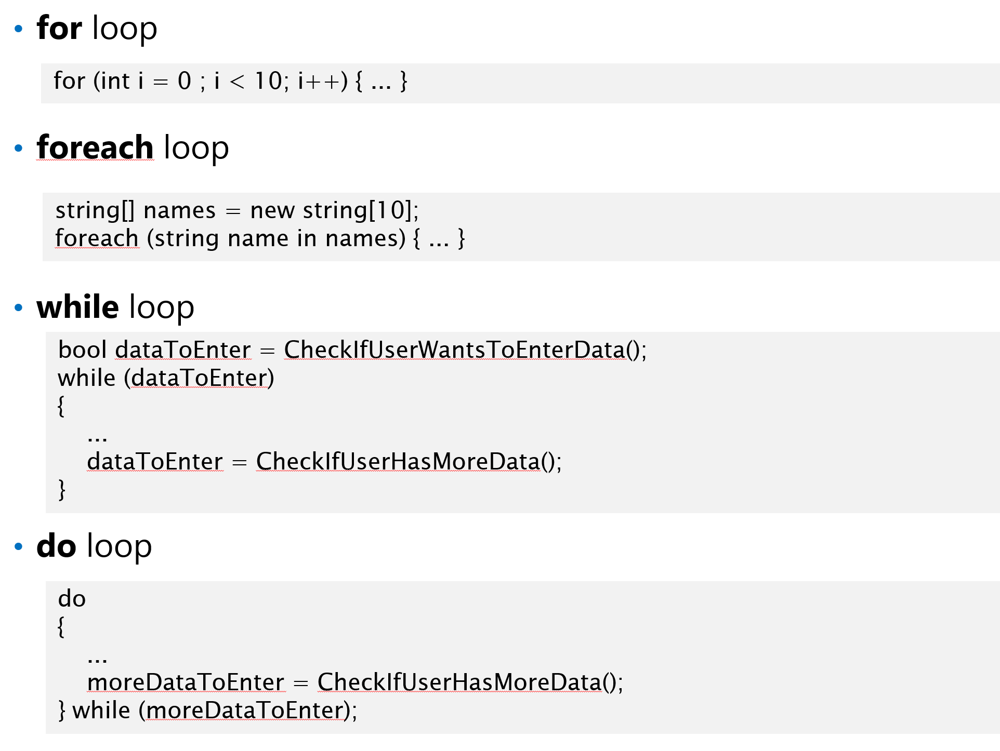 • for loop
for (int i = 0 ; i < 10; i++) { ... }
• foreach loop
string[] names = new string[10];
foreach (string name in names) { ... }
• while loop
bool dataToEnter = CheckIfUserWantsToEnterData();
while (dataToEnter)
{
...
dataToEnter = CheckIfUserHasMoreData();
}
• do loop
do
{
...
moreDataToEnter = CheckIfUserHasMoreData();
} while (moreDataToEnter);